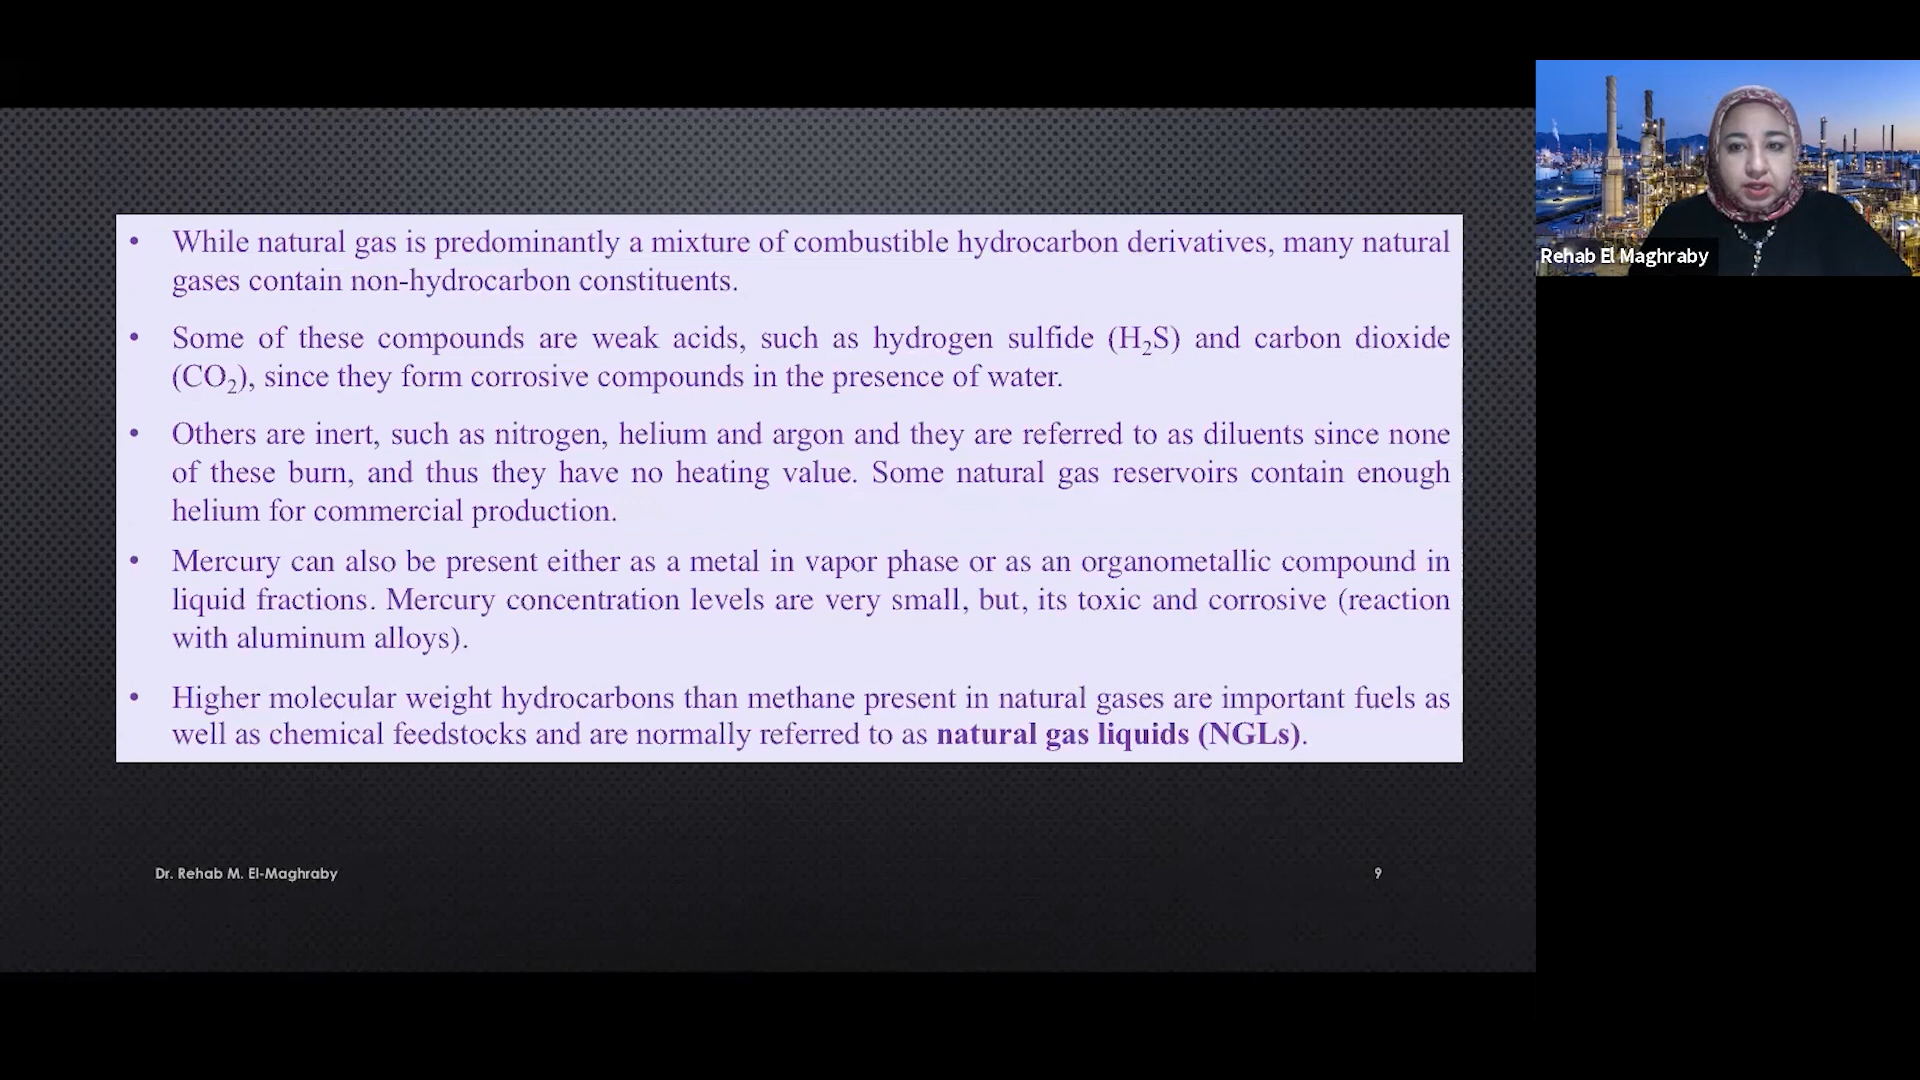 • While natural gas is predominantly a mixture of combustible hydrocarbon derivatives, many natural
gases contain non-hydrocarbon constituents.
• Some of these compounds are weak acids, such as hydrogen sulfide (H₂S) and carbon dioxide
(CO₂), since they form corrosive compounds in the presence of water.
• Others are inert, such as nitrogen, helium and argon and they are referred to as diluents since none
of these burn, and thus they have no heating value. Some natural gas reservoirs contain enough
helium for commercial production.
• Mercury can also be present either as a metal in vapor phase or as an organometallic compound in
liquid fractions. Mercury concentration levels are very small, but, its toxic and corrosive (reaction
with aluminum alloys).
• Higher molecular weight hydrocarbons than methane present in natural gases are important fuels as
well as chemical feedstocks and are normally referred to as natural gas liquids (NGLs).
Dr. Rehab M. El-Maghraby
9
Rehab El Maghraby